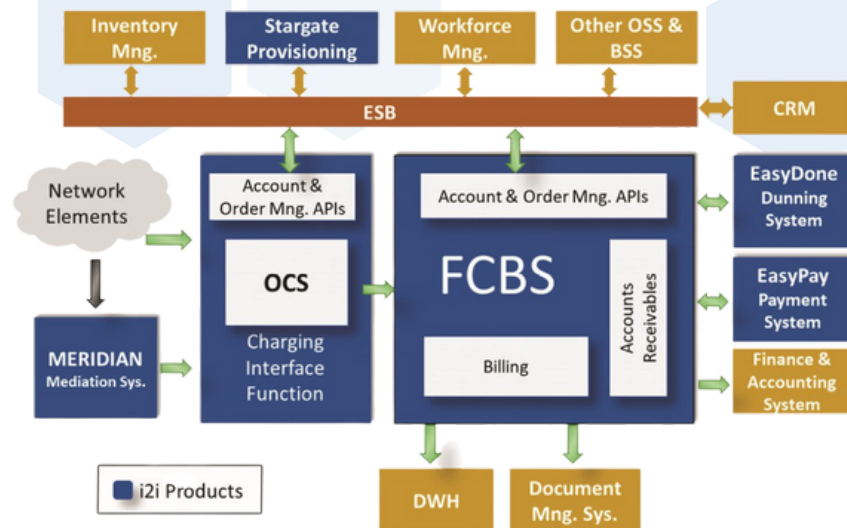 Inventory
Mng.
Stargate
Provisioning
Workforce
Mng.
Other OSS &
BSS
ESB
CRM
Network
Elements
Account &
Order Mng. APIs
Account & Order Mng. APIs
EasyDone
Dunning
System
OCS
FCBS
Accounts
Receivables
EasyPay
Payment
System
MERIDIAN
Mediation Sys.
Charging
Interface
Function
Billing
Finance &
Accounting
System
i2i Products
DWH
Document
Mng. Sys.